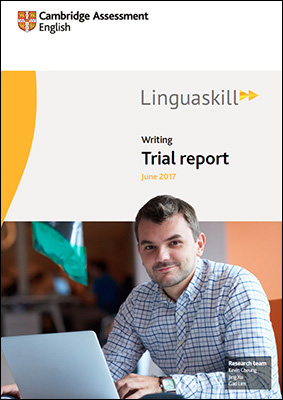 Cambridge Assessment
English
Linguaskill
Writing
Trial report
June 2017
Research team
Kevin Cheung
Jing Xu
Gad Lim